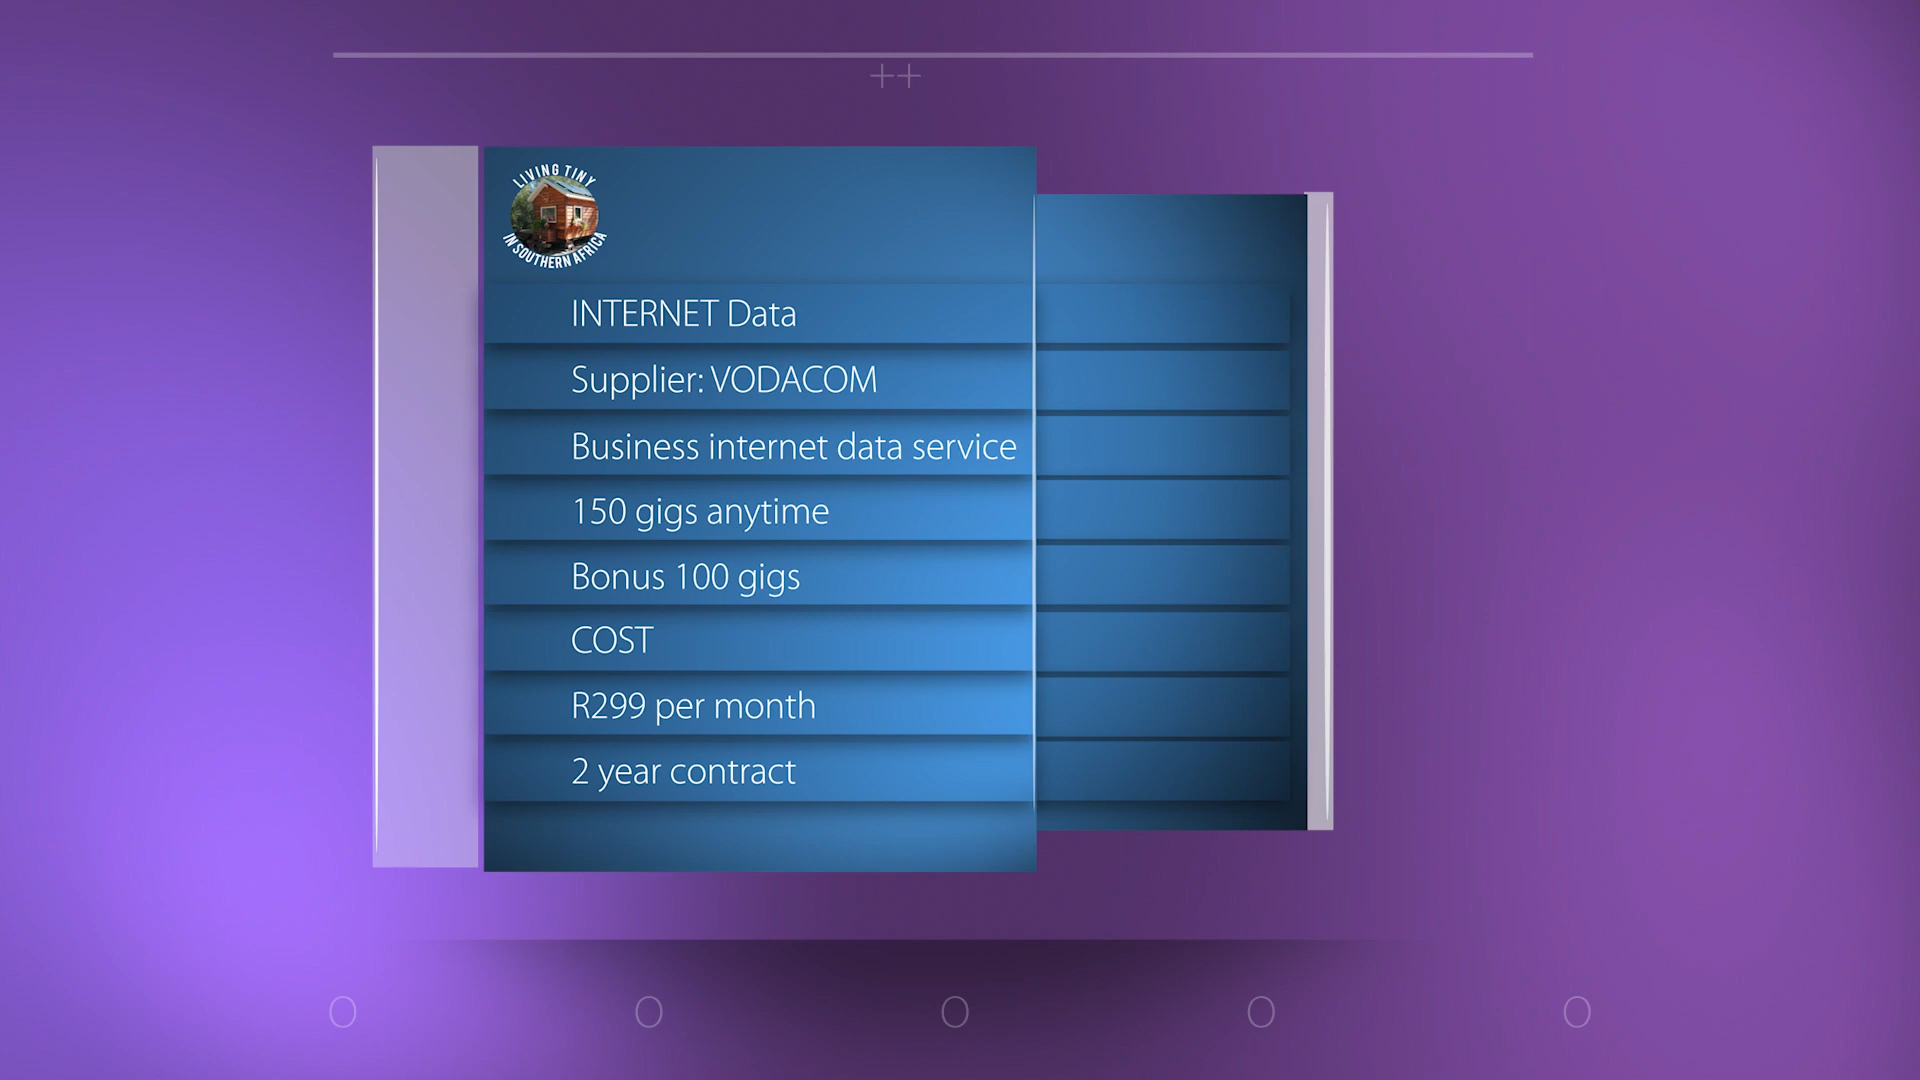 ++
LIVING TINY
IN SOUTHERN AFRICA
INTERNET Data
Supplier: VODACOM
Business internet data service
150 gigs anytime
Bonus 100 gigs
COST
R299 per month
2 year contract
O O O O O